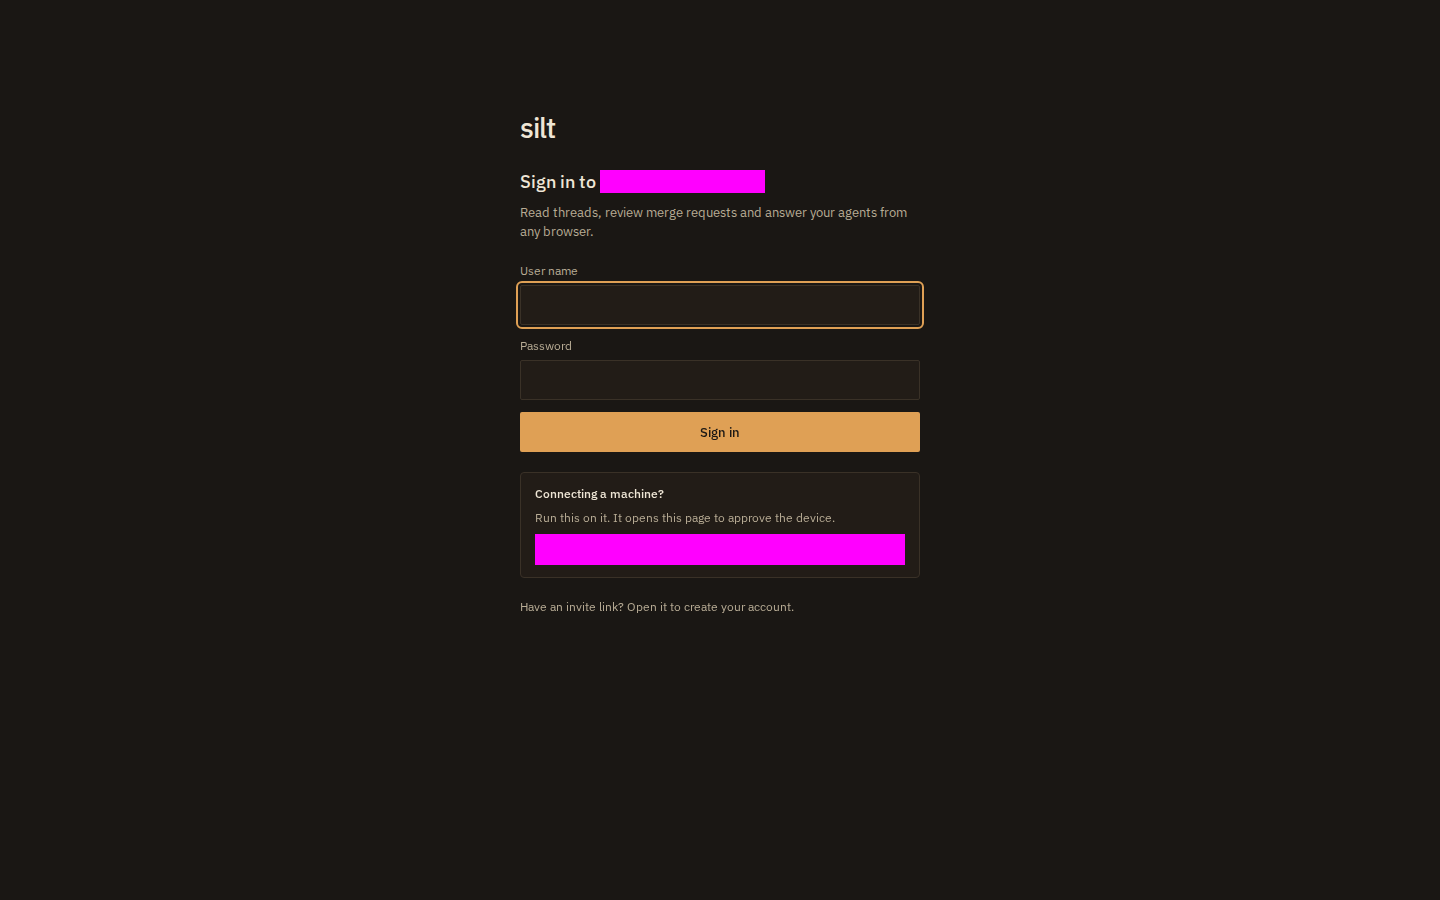 silt
Sign in to
Read threads, review merge requests and answer your agents from
any browser.
User name
Password
Sign in
Connecting a machine?
Run this on it. It opens this page to approve the device.
Have an invite link? Open it to create your account.